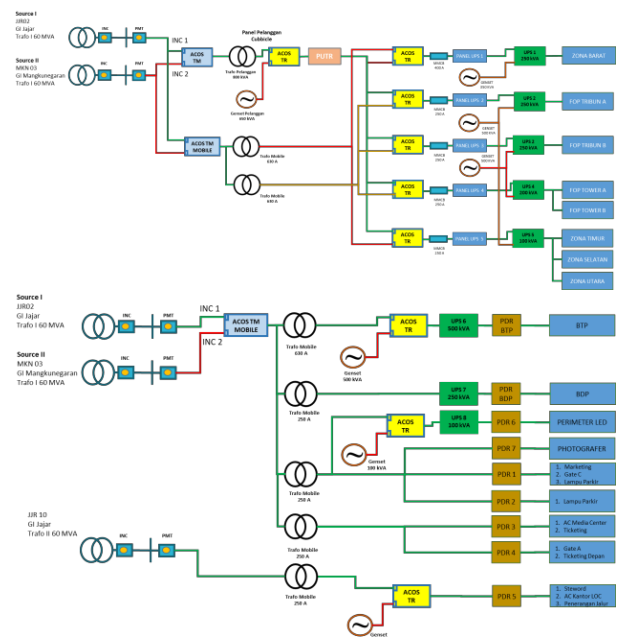 Source I
JJR02
GI Jajar
Trafo I 60 MVA
INC
PMT
INC 1
Source II
MKN 03
GI Mangkunegaran
Trafo I 60 MVA
INC
PMT
INC 2
ACOS
TM
Panel Pelanggan
Cubbicle
Trafo Pelanggan
ACOS
TR
PUTR
Genset Pelanggan
ACOS TM
MOBILE
Trafo Mobile
630 A
Trafo Mobile
630 A
ACOS
TR
PANEL UPS 1
UPS 1
250 kVA
ZONA BARAT
ACOS
TR
PANEL UPS 2
UPS 2
250 kVA
FOP TRIBUN A
ACOS
TR
PANEL UPS 3
UPS 3
250 kVA
FOP TRIBUN B
ACOS
TR
PANEL UPS 4
UPS 4
FOP TOWER A
FOP TOWER B
ACOS
TR
PANEL UPS 5
UPS 5
ZONA TIMUR
ZONA SELATAN
ZONA UTARA
Source I
JJR02
GI Jajar
Trafo I 60 MVA
INC
PMT
INC 1
Source II
MKN 03
GI Mangkunegaran
Trafo I 60 MVA
INC
PMT
INC 2
ACOS TM
MOBILE
Trafo Mobile
630 A
ACOS
TR
Genset
500 kVA
UPS 6
500 kVA
PDR
BTP
BTP
Trafo Mobile
250 A
UPS 7
250 kVA
PDR
BDP
BDP
ACOS
TR
Genset
100 kVA
UPS 8
100 kVA
PDR 6
PERIMETER LED
PDR 7
PHOTOGRAFER
Trafo Mobile
250 A
PDR 1
1. Marketing
2. Gate C
3. Lampu Parkir
PDR 2
1. Lampu Parkir
Trafo Mobile
250 A
PDR 3
1. AC Media Center
2. Ticketing
PDR 4
1. Gate A
2. Ticketing Depan
JJR 10
GI Jajar
Trafo II 60 MVA
INC
PMT
Trafo Mobile
250 A
ACOS
TR
Genset
PDR 5
1. Steword
2. AC Kantor LOC
3. Penerangan Jalur